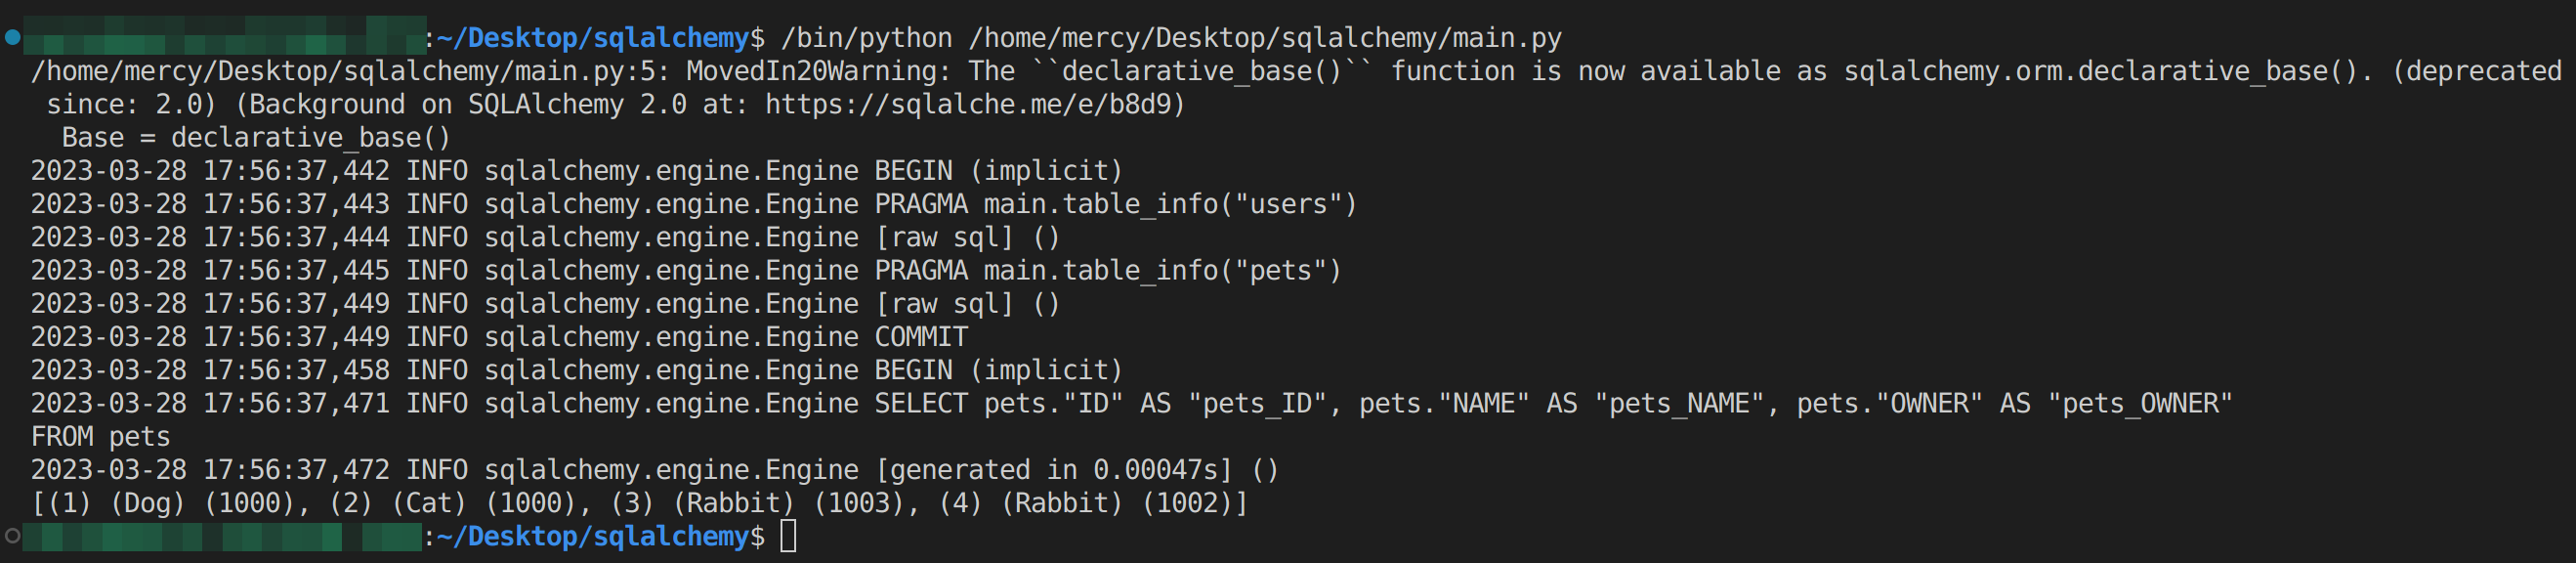 :~/Desktop/sqlalchemy$ /bin/python /home/mercy/Desktop/sqlalchemy/main.py
/home/mercy/Desktop/sqlalchemy/main.py:5: MovedIn20Warning: The ``declarative_base()`` function is now available as sqlalchemy.orm.declarative_base(). (deprecated
 since: 2.0) (Background on SQLAlchemy 2.0 at: https://sqlalche.me/e/b8d9)
  Base = declarative_base()
2023-03-28 17:56:37,442 INFO sqlalchemy.engine.Engine BEGIN (implicit)
2023-03-28 17:56:37,443 INFO sqlalchemy.engine.Engine PRAGMA main.table_info("users")
2023-03-28 17:56:37,444 INFO sqlalchemy.engine.Engine [raw sql] ()
2023-03-28 17:56:37,445 INFO sqlalchemy.engine.Engine PRAGMA main.table_info("pets")
2023-03-28 17:56:37,449 INFO sqlalchemy.engine.Engine [raw sql] ()
2023-03-28 17:56:37,449 INFO sqlalchemy.engine.Engine COMMIT
2023-03-28 17:56:37,458 INFO sqlalchemy.engine.Engine BEGIN (implicit)
2023-03-28 17:56:37,471 INFO sqlalchemy.engine.Engine SELECT pets."ID" AS "pets_ID", pets."NAME" AS "pets_NAME", pets."OWNER" AS "pets_OWNER"
FROM pets
2023-03-28 17:56:37,472 INFO sqlalchemy.engine.Engine [generated in 0.00047s] ()
[(1) (Dog) (1000), (2) (Cat) (1000), (3) (Rabbit) (1003), (4) (Rabbit) (1002)]
:~/Desktop/sqlalchemy$